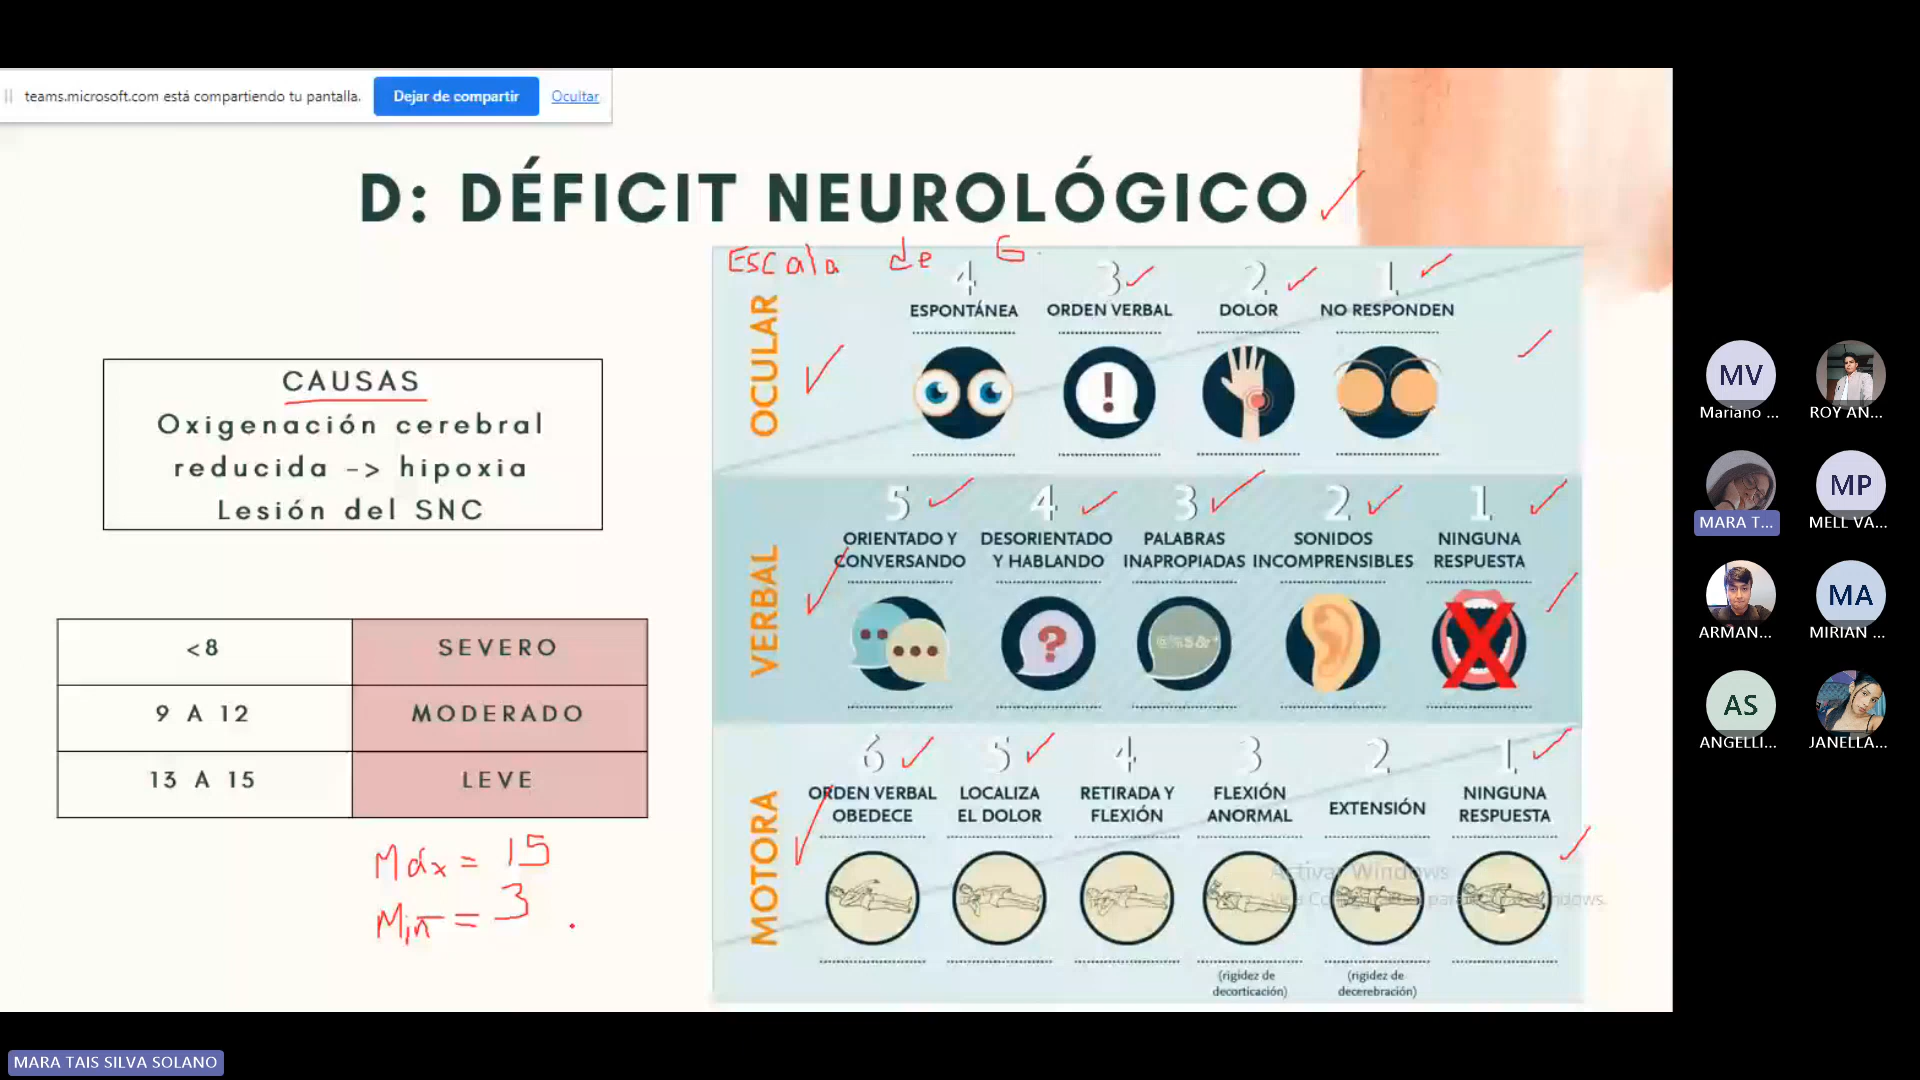 teams.microsoft.com está compartiendo tu pantalla. Dejar de compartir Ocultar
D: DÉFICIT NEUROLÓGICO
Escala de G
CAUSAS
Oxigenación cerebral
reducida -> hipoxia
Lesión del SNC
<8 SEVERO
9 A 12 MODERADO
13 A 15 LEVE
Máx = 15
Min = 3
OCULAR
4 3 2 1
ESPONTÁNEA ORDEN VERBAL DOLOR NO RESPONDEN
!
VERBAL
5 4 3 2 1
ORIENTADO Y DESORIENTADO PALABRAS SONIDOS NINGUNA
CONVERSANDO Y HABLANDO INAPROPIADAS INCOMPRENSIBLES RESPUESTA
?
MOTORA
6 5 4 3 2 1
ORDEN VERBAL LOCALIZA RETIRADA Y FLEXIÓN EXTENSIÓN NINGUNA
OBEDECE EL DOLOR FLEXIÓN ANORMAL RESPUESTA
(rigidez de (rigidez de
decorticación) decerebración)
Activar Windows
MV
Mariano ...
ROY AN...
MARA T...
MP
MELL VA...
ARMAN...
MA
MIRIAN ...
AS
ANGELLI...
JANELLA...
MARA TAIS SILVA SOLANO